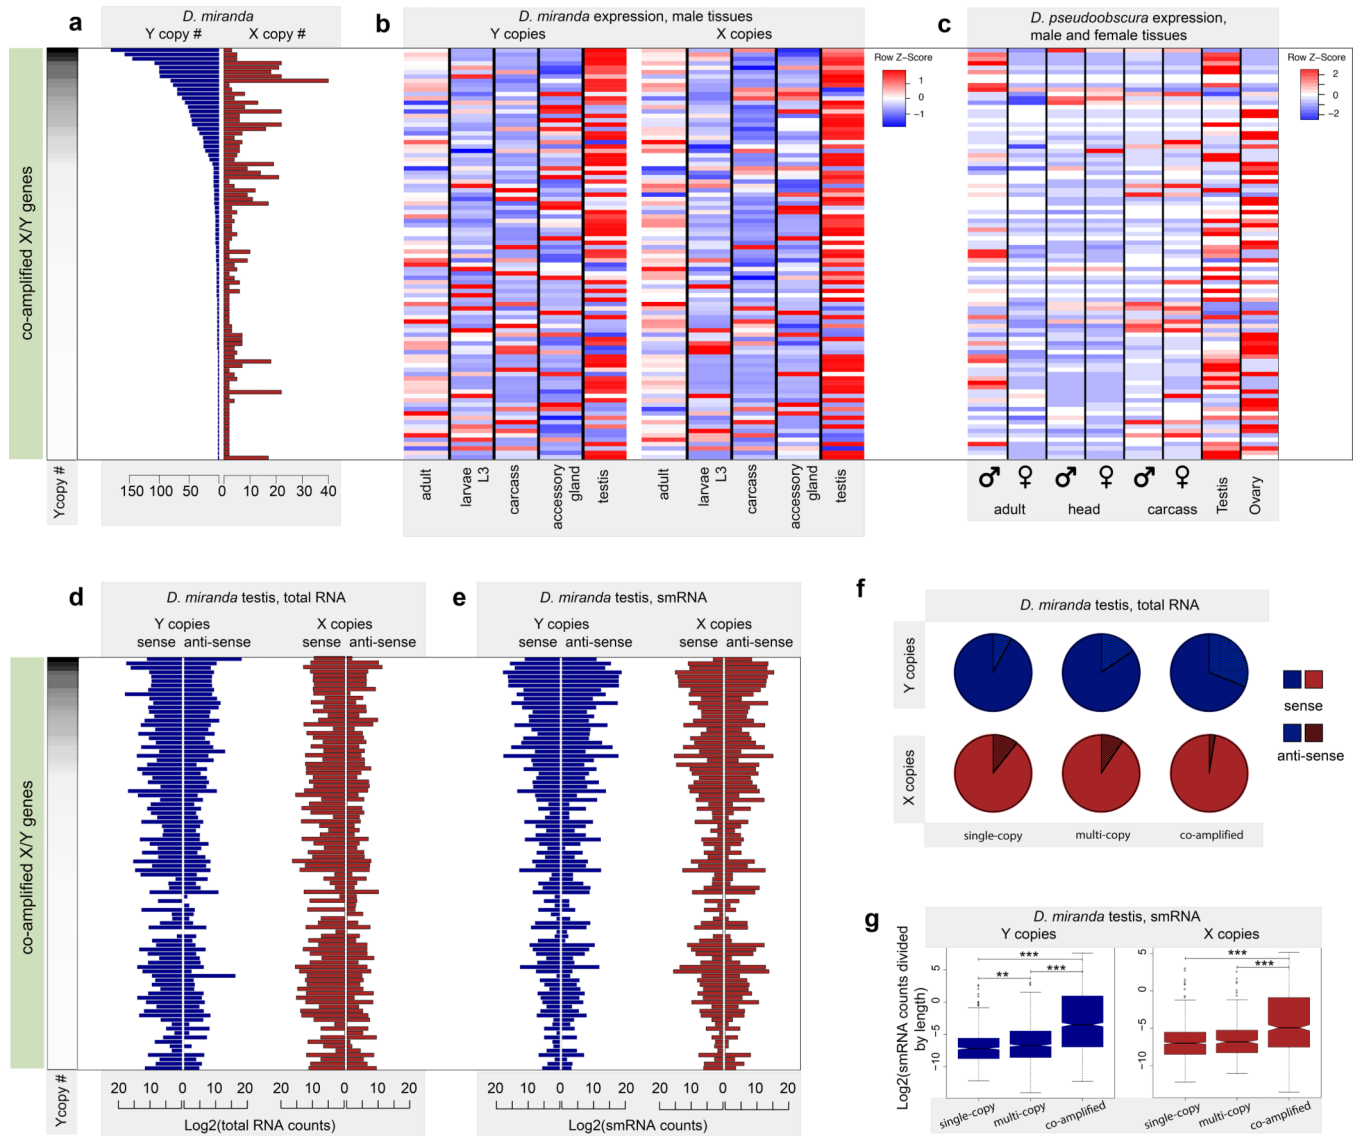 a
D. miranda
Y copy #
X copy #
co-amplified X/Y genes
Ycopy #
150 100 50 0 10 20 30 40
b
D. miranda expression, male tissues
Y copies
X copies
Row Z-Score
1
0
−1
adult
larvae L3
carcass
accessory gland
testis
adult
larvae L3
carcass
accessory gland
testis
c
D. pseudoobscura expression,
male and female tissues
Row Z-Score
2
0
−2
♂ ♀ ♂ ♀ ♂ ♀
adult
head
carcass
Testis
Ovary
d
D. miranda testis, total RNA
Y copies
X copies
sense anti-sense
sense anti-sense
co-amplified X/Y genes
Ycopy #
20 10 0 10 20
20 10 0 10 20
Log2(total RNA counts)
e
D. miranda testis, smRNA
Y copies
X copies
sense anti-sense
sense anti-sense
20 10 0 10 20
20 10 0 10 20
Log2(smRNA counts)
f
D. miranda testis, total RNA
Y copies
X copies
single-copy
multi-copy
co-amplified
sense
anti-sense
g
D. miranda testis, smRNA
Y copies
X copies
Log2(smRNA counts divided
by length)
5
0
−5
−10
***
**
***
single-copy
multi-copy
co-amplified
5
0
−5
−10
***
***
single-copy
multi-copy
co-amplified